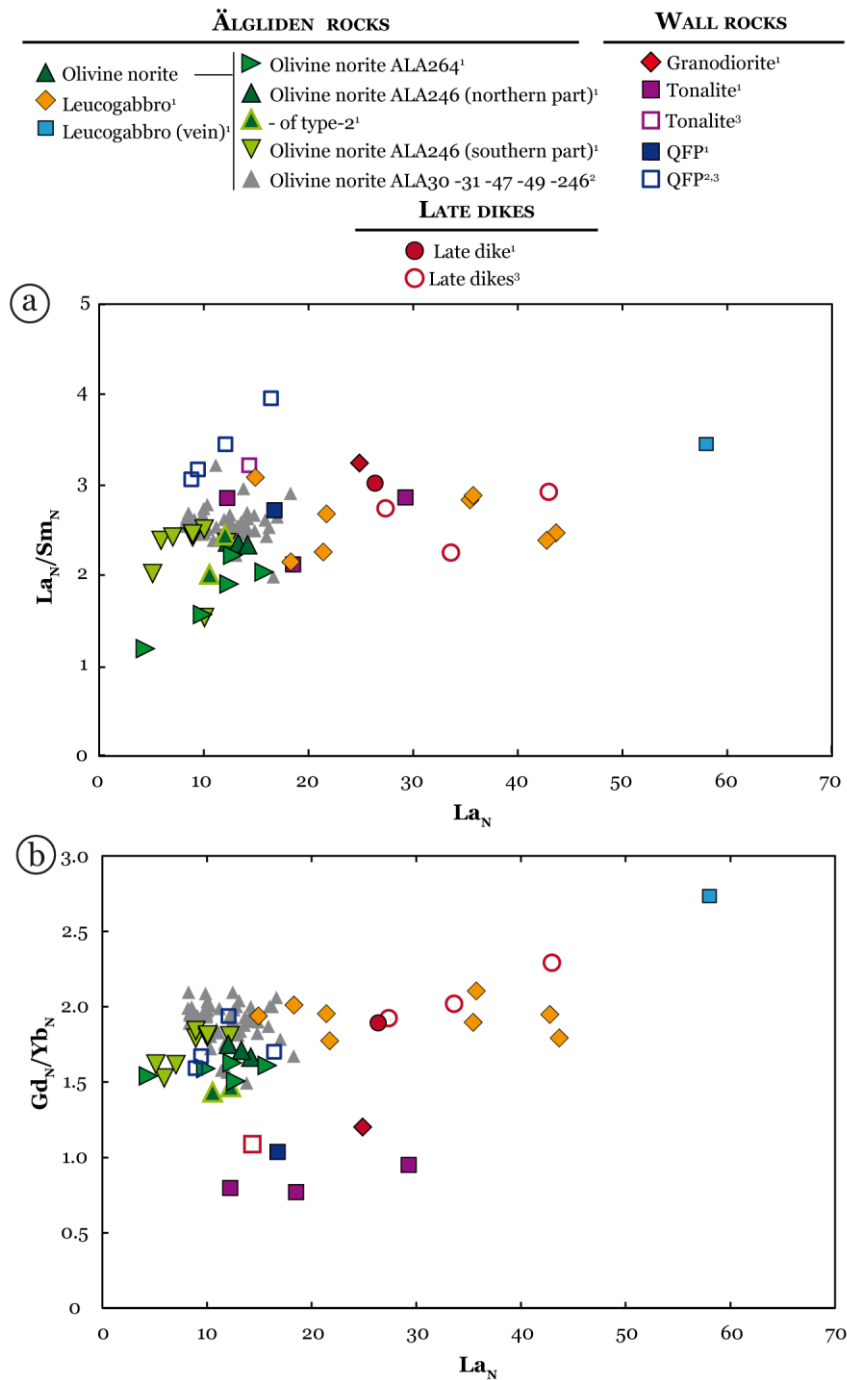 ÄLGLIDEN ROCKS
WALL ROCKS
Olivine norite
Leucogabbro¹
Leucogabbro (vein)¹
Olivine norite ALA264¹
Olivine norite ALA246 (northern part)¹
- of type-2¹
Olivine norite ALA246 (southern part)¹
Olivine norite ALA30 -31 -47 -49 -246²
Granodiorite¹
Tonalite¹
Tonalite³
QFP¹
QFP²,³
LATE DIKES
Late dike¹
Late dikes³
a
5
4
3
2
1
0
La_N/Sm_N
0 10 20 30 40 50 60 70
La_N
b
3.0
2.5
2.0
1.5
1.0
0.5
0
Gd_N/Yb_N
0 10 20 30 40 50 60 70
La_N